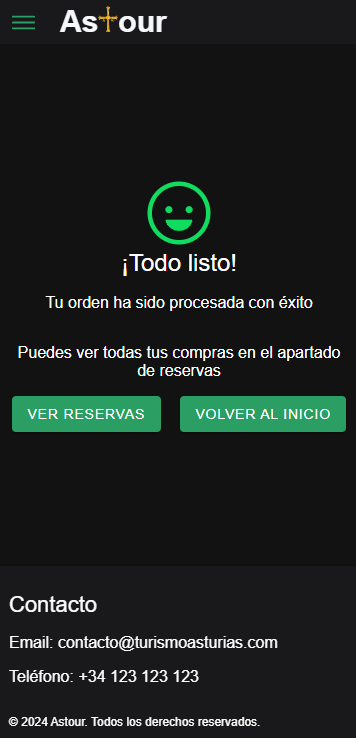 Astour
¡Todo listo!
Tu orden ha sido procesada con éxito
Puedes ver todas tus compras en el apartado
de reservas
VER RESERVAS
VOLVER AL INICIO
Contacto
Email: contacto@turismoasturias.com
Teléfono: +34 123 123 123
© 2024 Astour. Todos los derechos reservados.